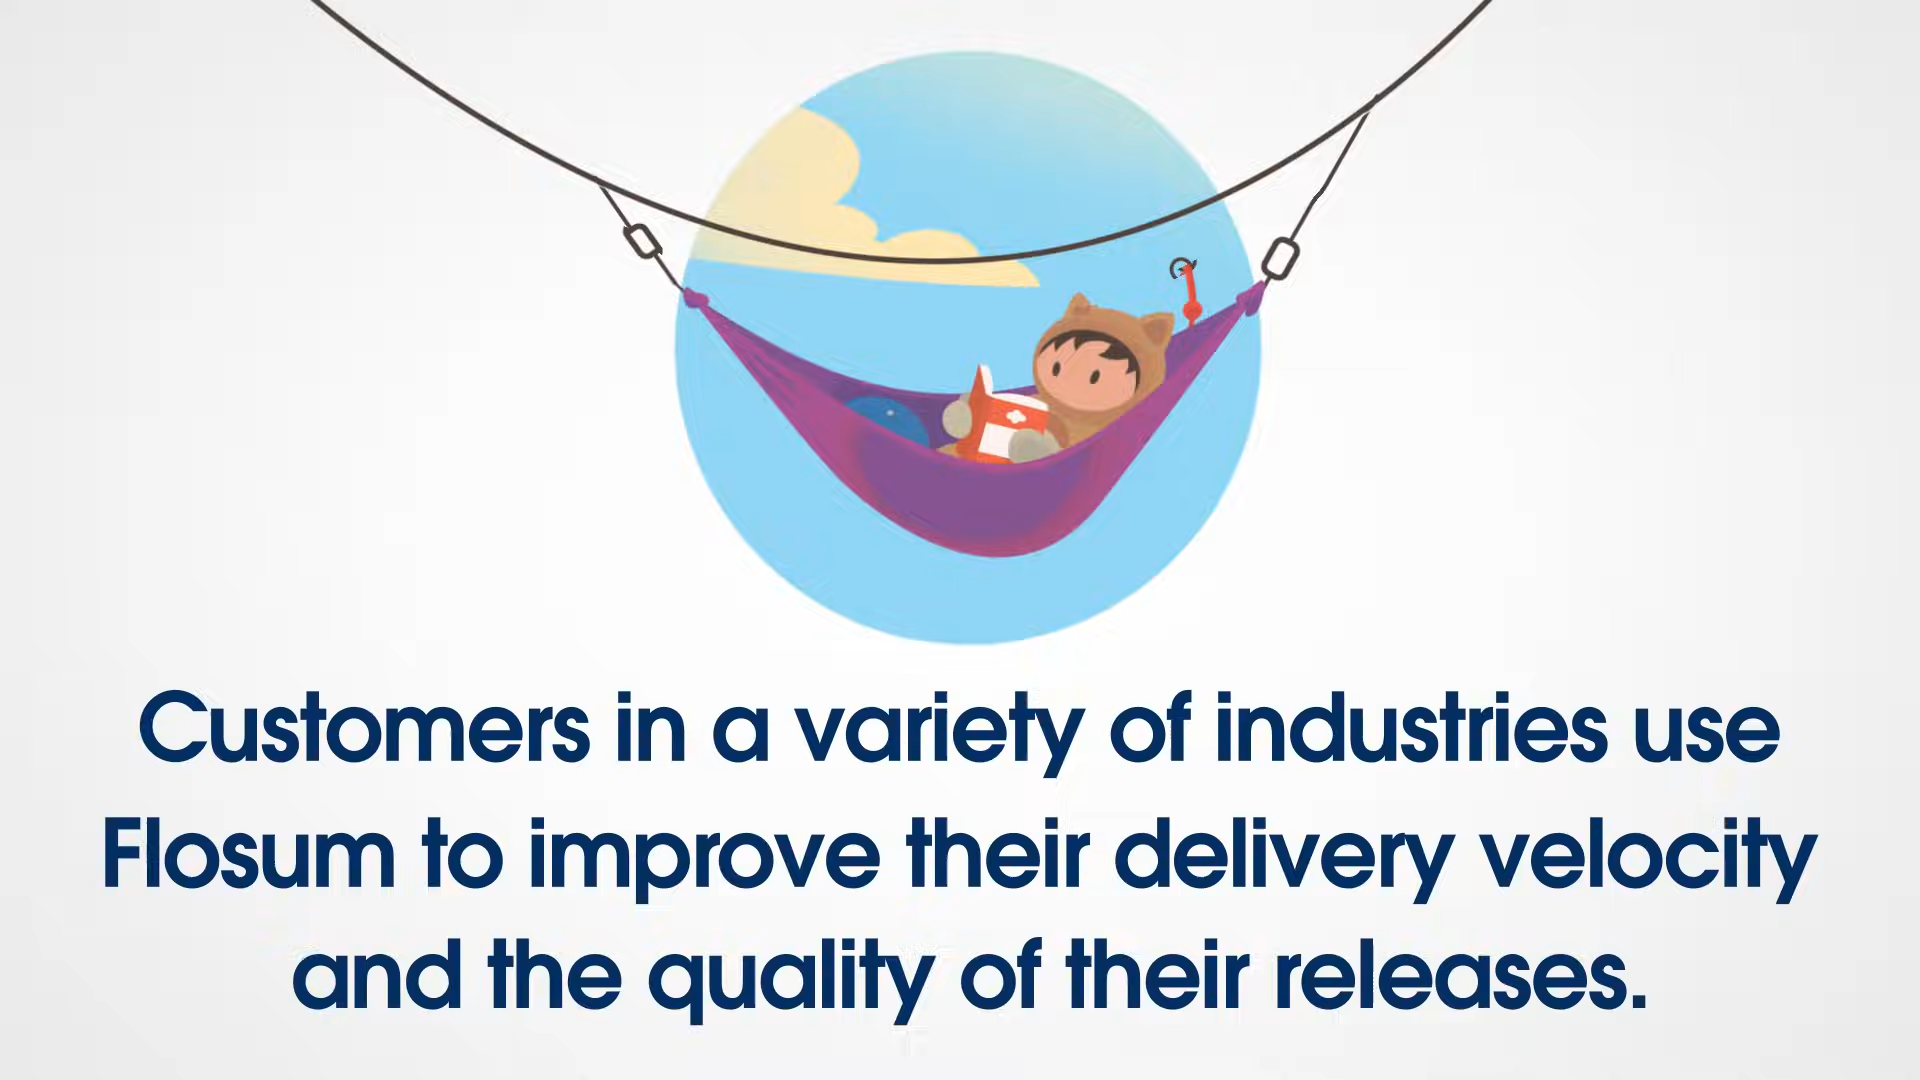 Customers in a variety of industries use
Flosum to improve their delivery velocity
and the quality of their releases.